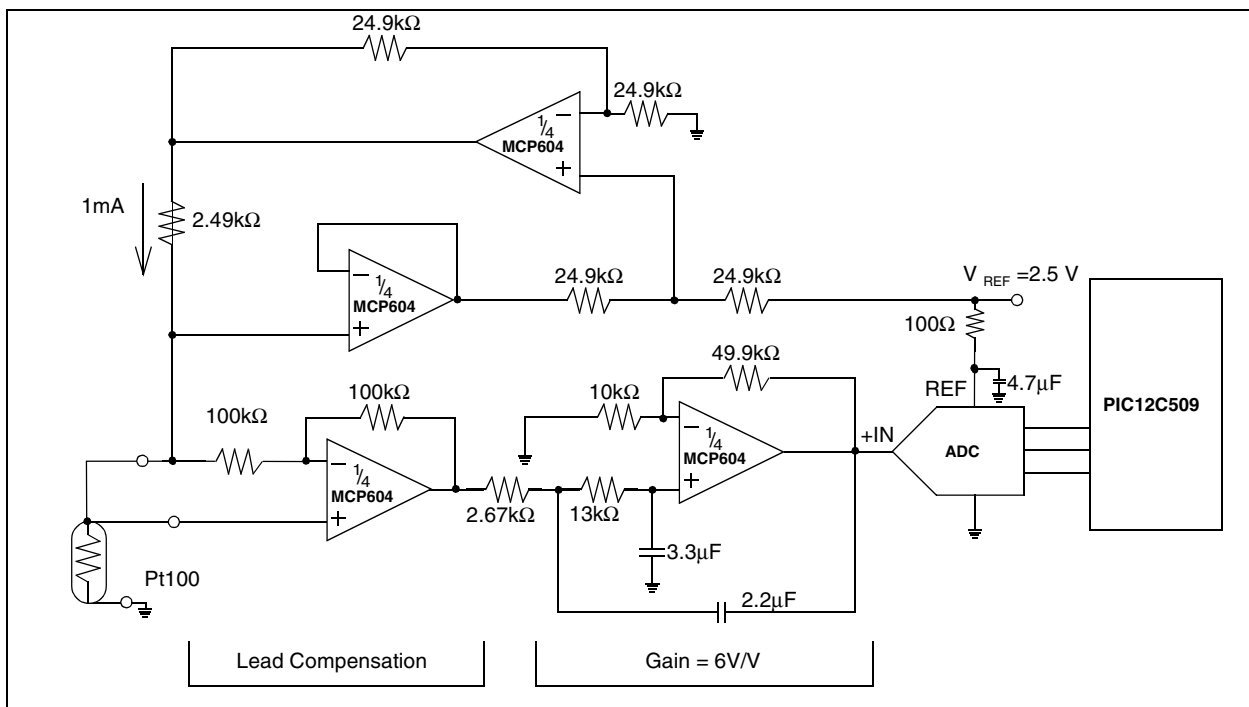 24.9kΩ
24.9kΩ
¼
MCP604
−
+
1mA
2.49kΩ
¼
MCP604
−
+
24.9kΩ
24.9kΩ
V REF =2.5 V
100Ω
4.7µF
REF
PIC12C509
49.9kΩ
10kΩ
100kΩ
100kΩ
¼
MCP604
−
+
¼
MCP604
−
+
+IN
ADC
2.67kΩ
13kΩ
3.3µF
2.2µF
Pt100
Lead Compensation
Gain = 6V/V